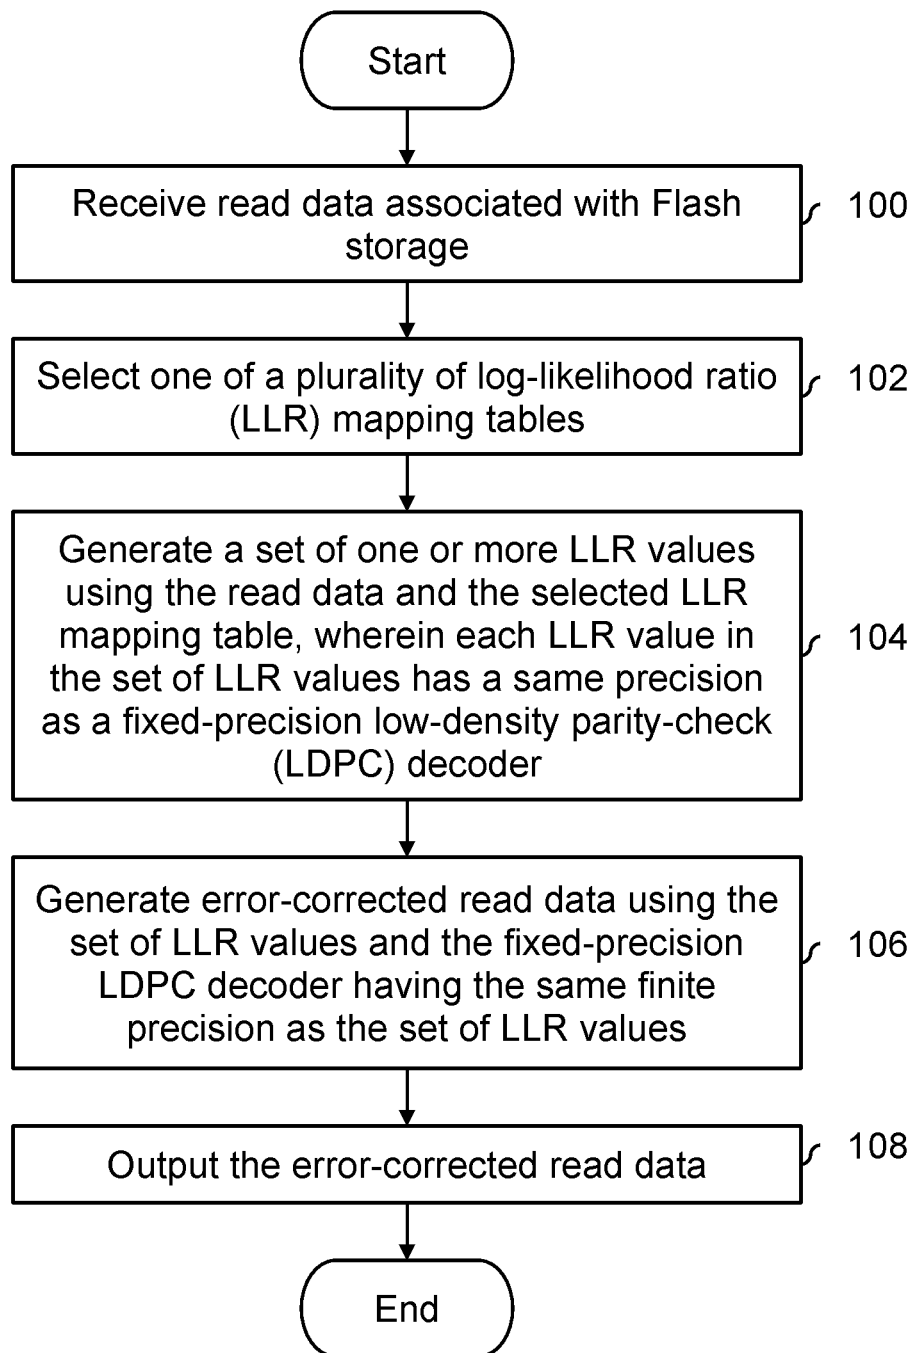 Start
Receive read data associated with Flash
storage
100
Select one of a plurality of log-likelihood ratio
(LLR) mapping tables
102
Generate a set of one or more LLR values
using the read data and the selected LLR
mapping table, wherein each LLR value in
the set of LLR values has a same precision
as a fixed-precision low-density parity-check
(LDPC) decoder
104
Generate error-corrected read data using the
set of LLR values and the fixed-precision
LDPC decoder having the same finite
precision as the set of LLR values
106
Output the error-corrected read data
108
End